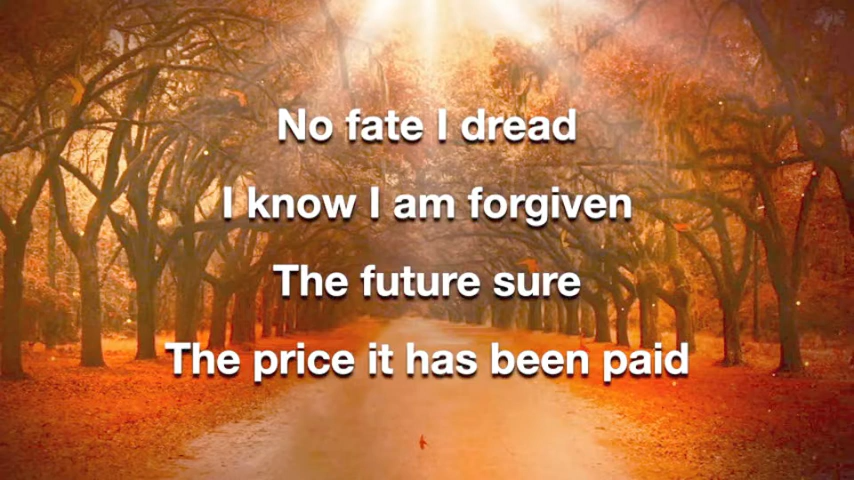 No fate I dread
I know I am forgiven
The future sure
The price it has been paid